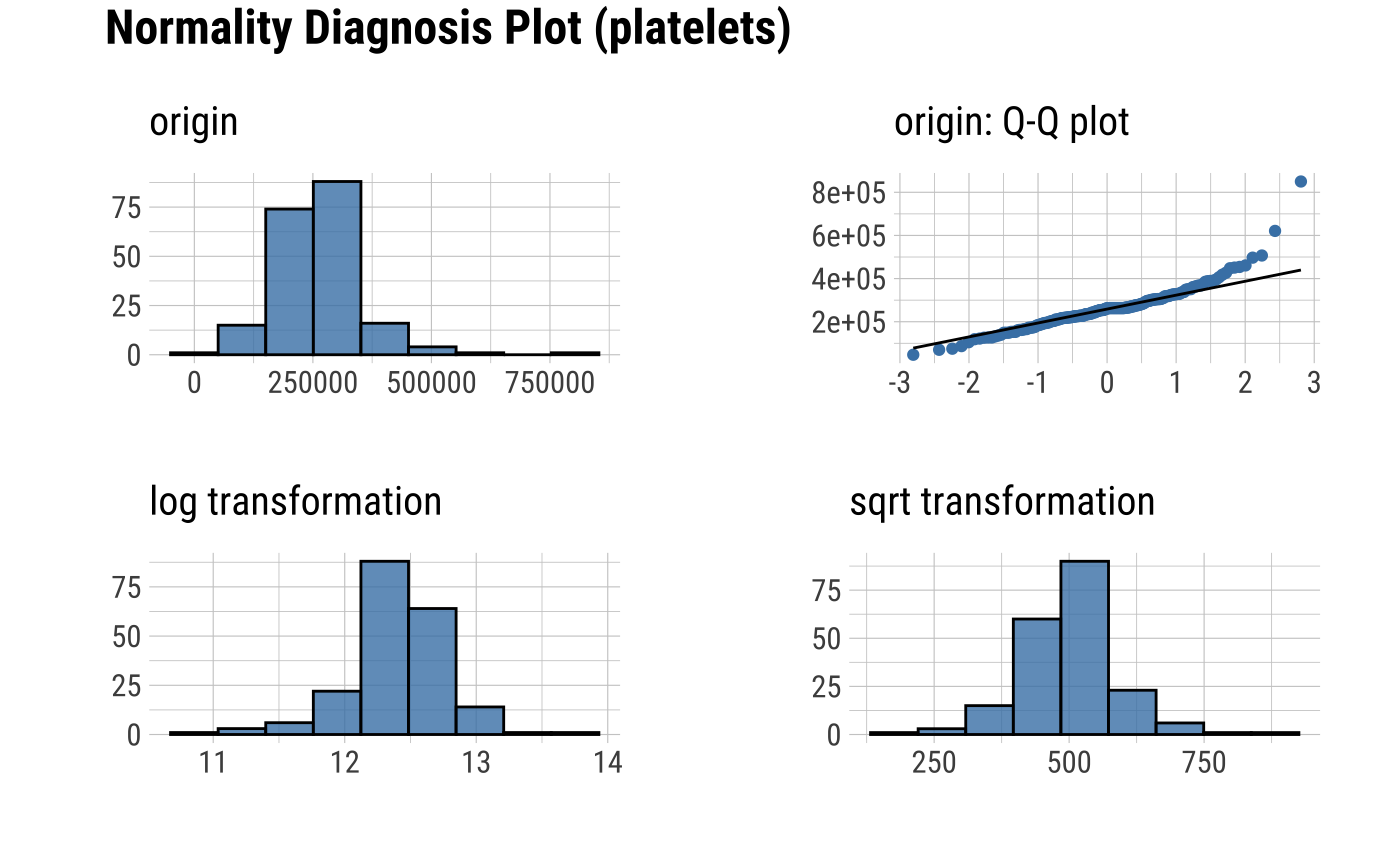 Normality Diagnosis Plot (platelets)
origin
75
50
25
0
0 250000 500000 750000
origin: Q-Q plot
8e+05
6e+05
4e+05
2e+05
-3 -2 -1 0 1 2 3
log transformation
75
50
25
0
11 12 13 14
sqrt transformation
75
50
25
0
250 500 750